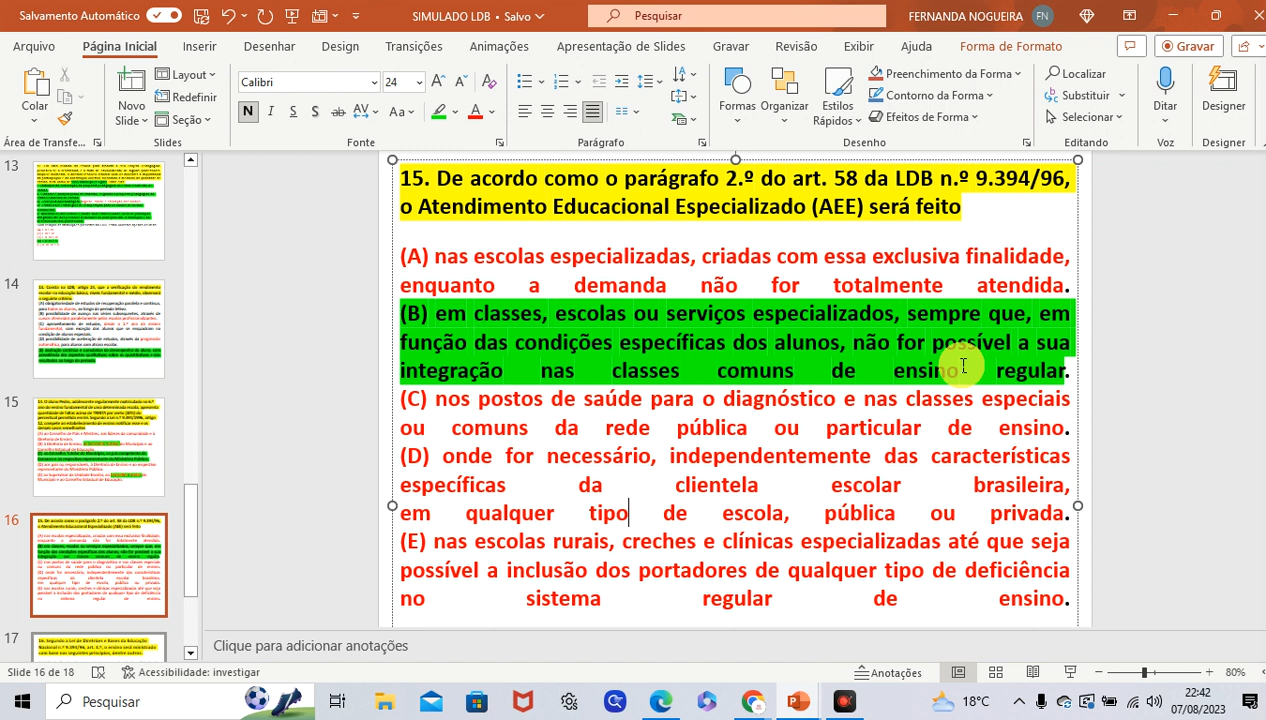 Salvamento Automático
SIMULADO LDB • Salvo
Pesquisar
FERNANDA NOGUEIRA
FN
Arquivo
Página Inicial
Inserir
Desenhar
Design
Transições
Animações
Apresentação de Slides
Gravar
Revisão
Exibir
Ajuda
Forma de Formato
Gravar
Colar
Novo
Slide
Layout
Redefinir
Seção
Calibri
24
N
I
S
S
ab
AV
Aa
A
Formas
Organizar
Estilos
Rápidos
Preenchimento da Forma
Contorno da Forma
Efeitos de Forma
Localizar
Substituir
Selecionar
Ditar
Designer
Área de Transfe...
Slides
Fonte
Parágrafo
Desenho
Edição
Voz
Designer
13
14
15
16
17
15. De acordo como o parágrafo 2.º do art. 58 da LDB n.º 9.394/96,
o Atendimento Educacional Especializado (AEE) será feito
(A) nas escolas especializadas, criadas com essa exclusiva finalidade,
enquanto a demanda não for totalmente atendida.
(B) em classes, escolas ou serviços especializados, sempre que, em
função das condições específicas dos alunos, não for possível a sua
integração nas classes comuns de ensino regular.
(C) nos postos de saúde para o diagnóstico e nas classes especiais
ou comuns da rede pública ou particular de ensino.
(D) onde for necessário, independentemente das características
específicas da clientela escolar brasileira,
em qualquer tipo de escola, pública ou privada.
(E) nas escolas rurais, creches e clínicas especializadas até que seja
possível a inclusão dos portadores de qualquer tipo de deficiência
no sistema regular de ensino.
Clique para adicionar anotações
Slide 16 de 18
Acessibilidade: investigar
Anotações
80%
Pesquisar
18°C
22:42
07/08/2023